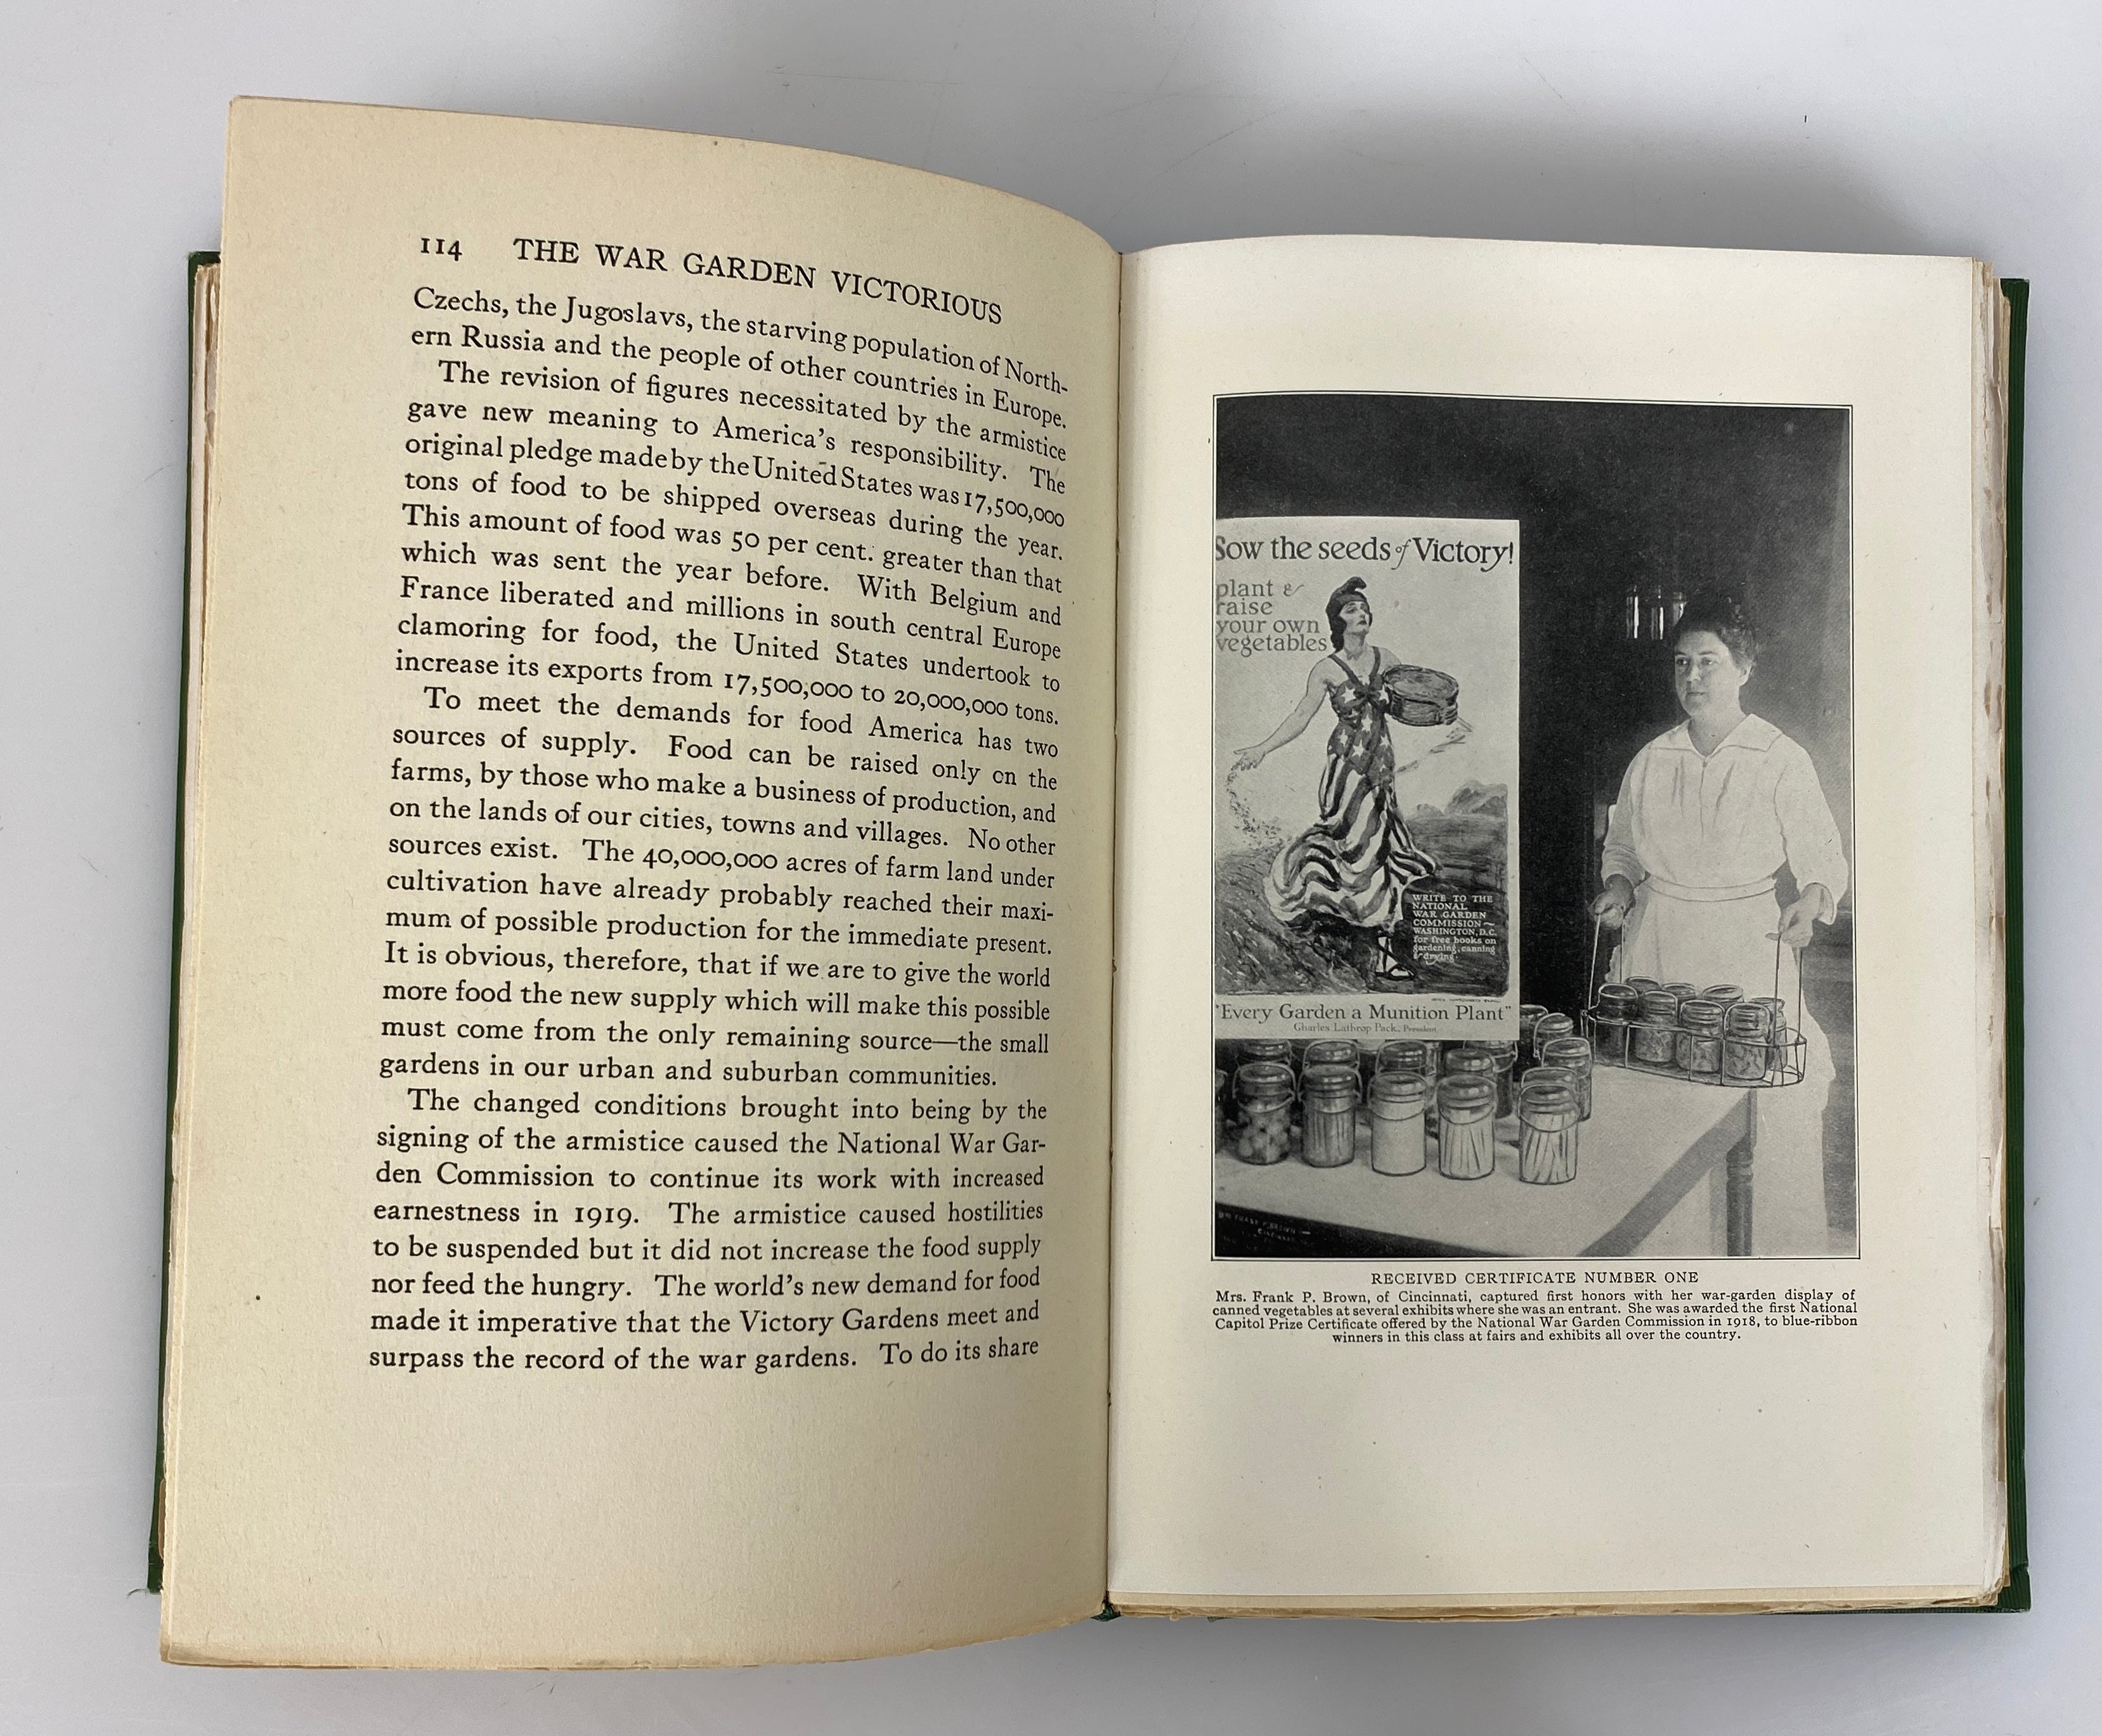 114 THE WAR GARDEN VICTORIOUS
Czechs, the Jugoslavs, the starving population of North-
ern Russia and the people of other countries in Europe.
The revision of figures necessitated by the armistice
gave new meaning to America's responsibility. The
original pledge made by the United States was 17,500,000
tons of food to be shipped overseas during the year.
This amount of food was 50 per cent. greater than that
which was sent the year before. With Belgium and
France liberated and millions in south central Europe
clamoring for food, the United States undertook to
increase its exports from 17,500,000 to 20,000,000 tons.
To meet the demands for food America has two
sources of supply. Food can be raised only on the
farms, by those who make a business of production, and
on the lands of our cities, towns and villages. No other
sources exist. The 40,000,000 acres of farm land under
cultivation have already probably reached their maxi-
mum of possible production for the immediate present.
It is obvious, therefore, that if we are to give the world
more food the new supply which will make this possible
must come from the only remaining source—the small
gardens in our urban and suburban communities.
The changed conditions brought into being by the
signing of the armistice caused the National War Gar-
den Commission to continue its work with increased
earnestness in 1919. The armistice caused hostilities
to be suspended but it did not increase the food supply
nor feed the hungry. The world's new demand for food
made it imperative that the Victory Gardens meet and
surpass the record of the war gardens. To do its share
Sow the seeds of Victory!
plant &
raise
your own
vegetables
WRITE TO THE
NATIONAL
WAR GARDEN
COMMISSION~
WASHINGTON, D.C.
for free books on
gardening, canning
& drying.
"Every Garden a Munition Plant"
Charles Lathrop Pack, President
RECEIVED CERTIFICATE NUMBER ONE
Mrs. Frank P. Brown, of Cincinnati, captured first honors with her war-garden display of
canned vegetables at several exhibits where she was an entrant. She was awarded the first National
Capitol Prize Certificate offered by the National War Garden Commission in 1918, to blue-ribbon
winners in this class at fairs and exhibits all over the country.